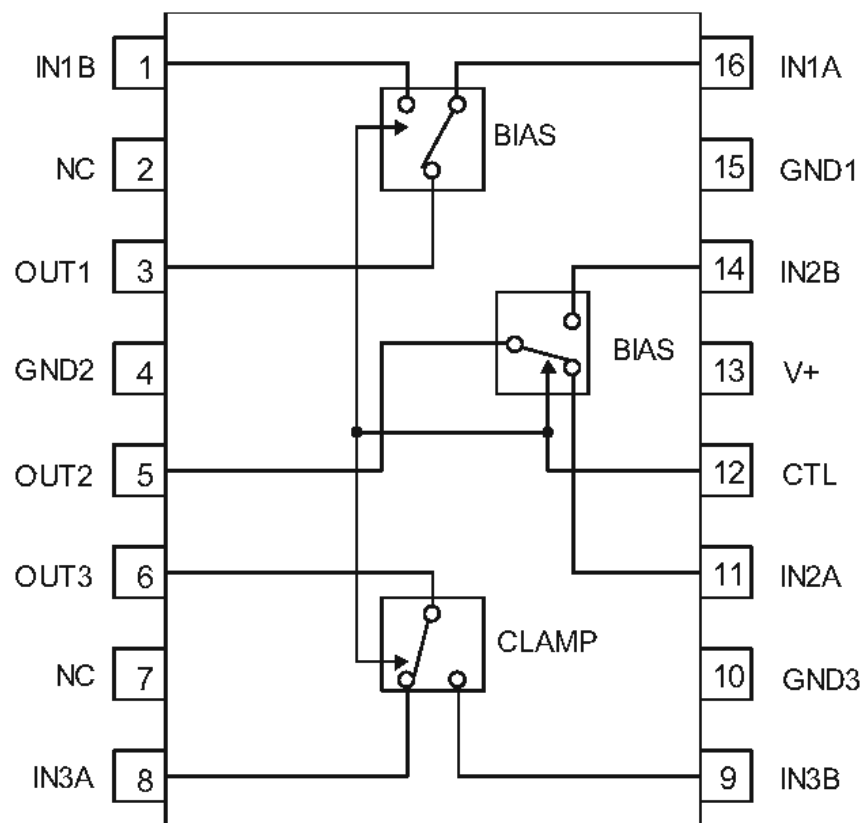 IN1B 1 16 IN1A
BIAS
NC 2 15 GND1
OUT1 3 14 IN2B
GND2 4 BIAS 13 V+
OUT2 5 12 CTL
OUT3 6 11 IN2A
CLAMP
NC 7 10 GND3
IN3A 8 9 IN3B